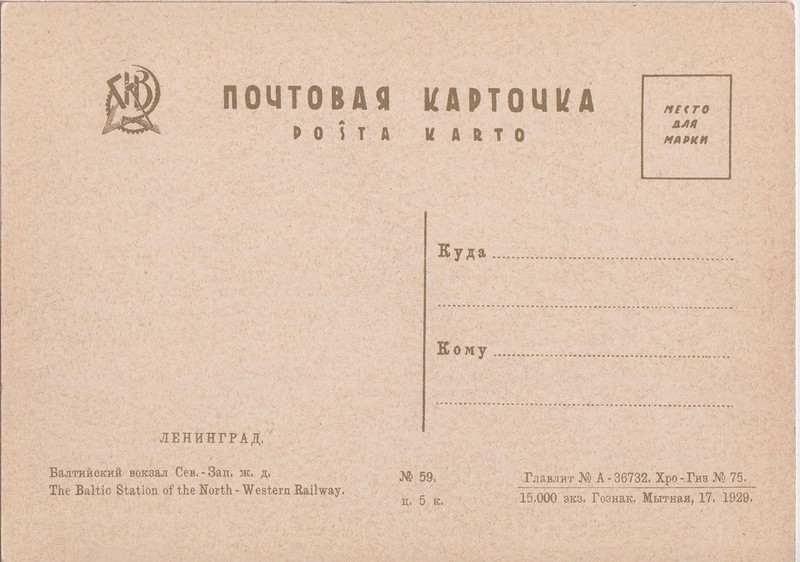 ПОЧТОВАЯ КАРТОЧКА
POŜTA KARTO
МЕСТО
ДЛЯ
МАРКИ
Куда
Кому
ЛЕНИНГРАД.
Балтийский вокзал Сев.-Зап. ж. д.
The Baltic Station of the North-Western Railway.
№ 59.
ц. 5 к.
Главлит № А-36732. Хро-Гиз № 75.
15.000 экз. Гознак. Мытная, 17. 1929.